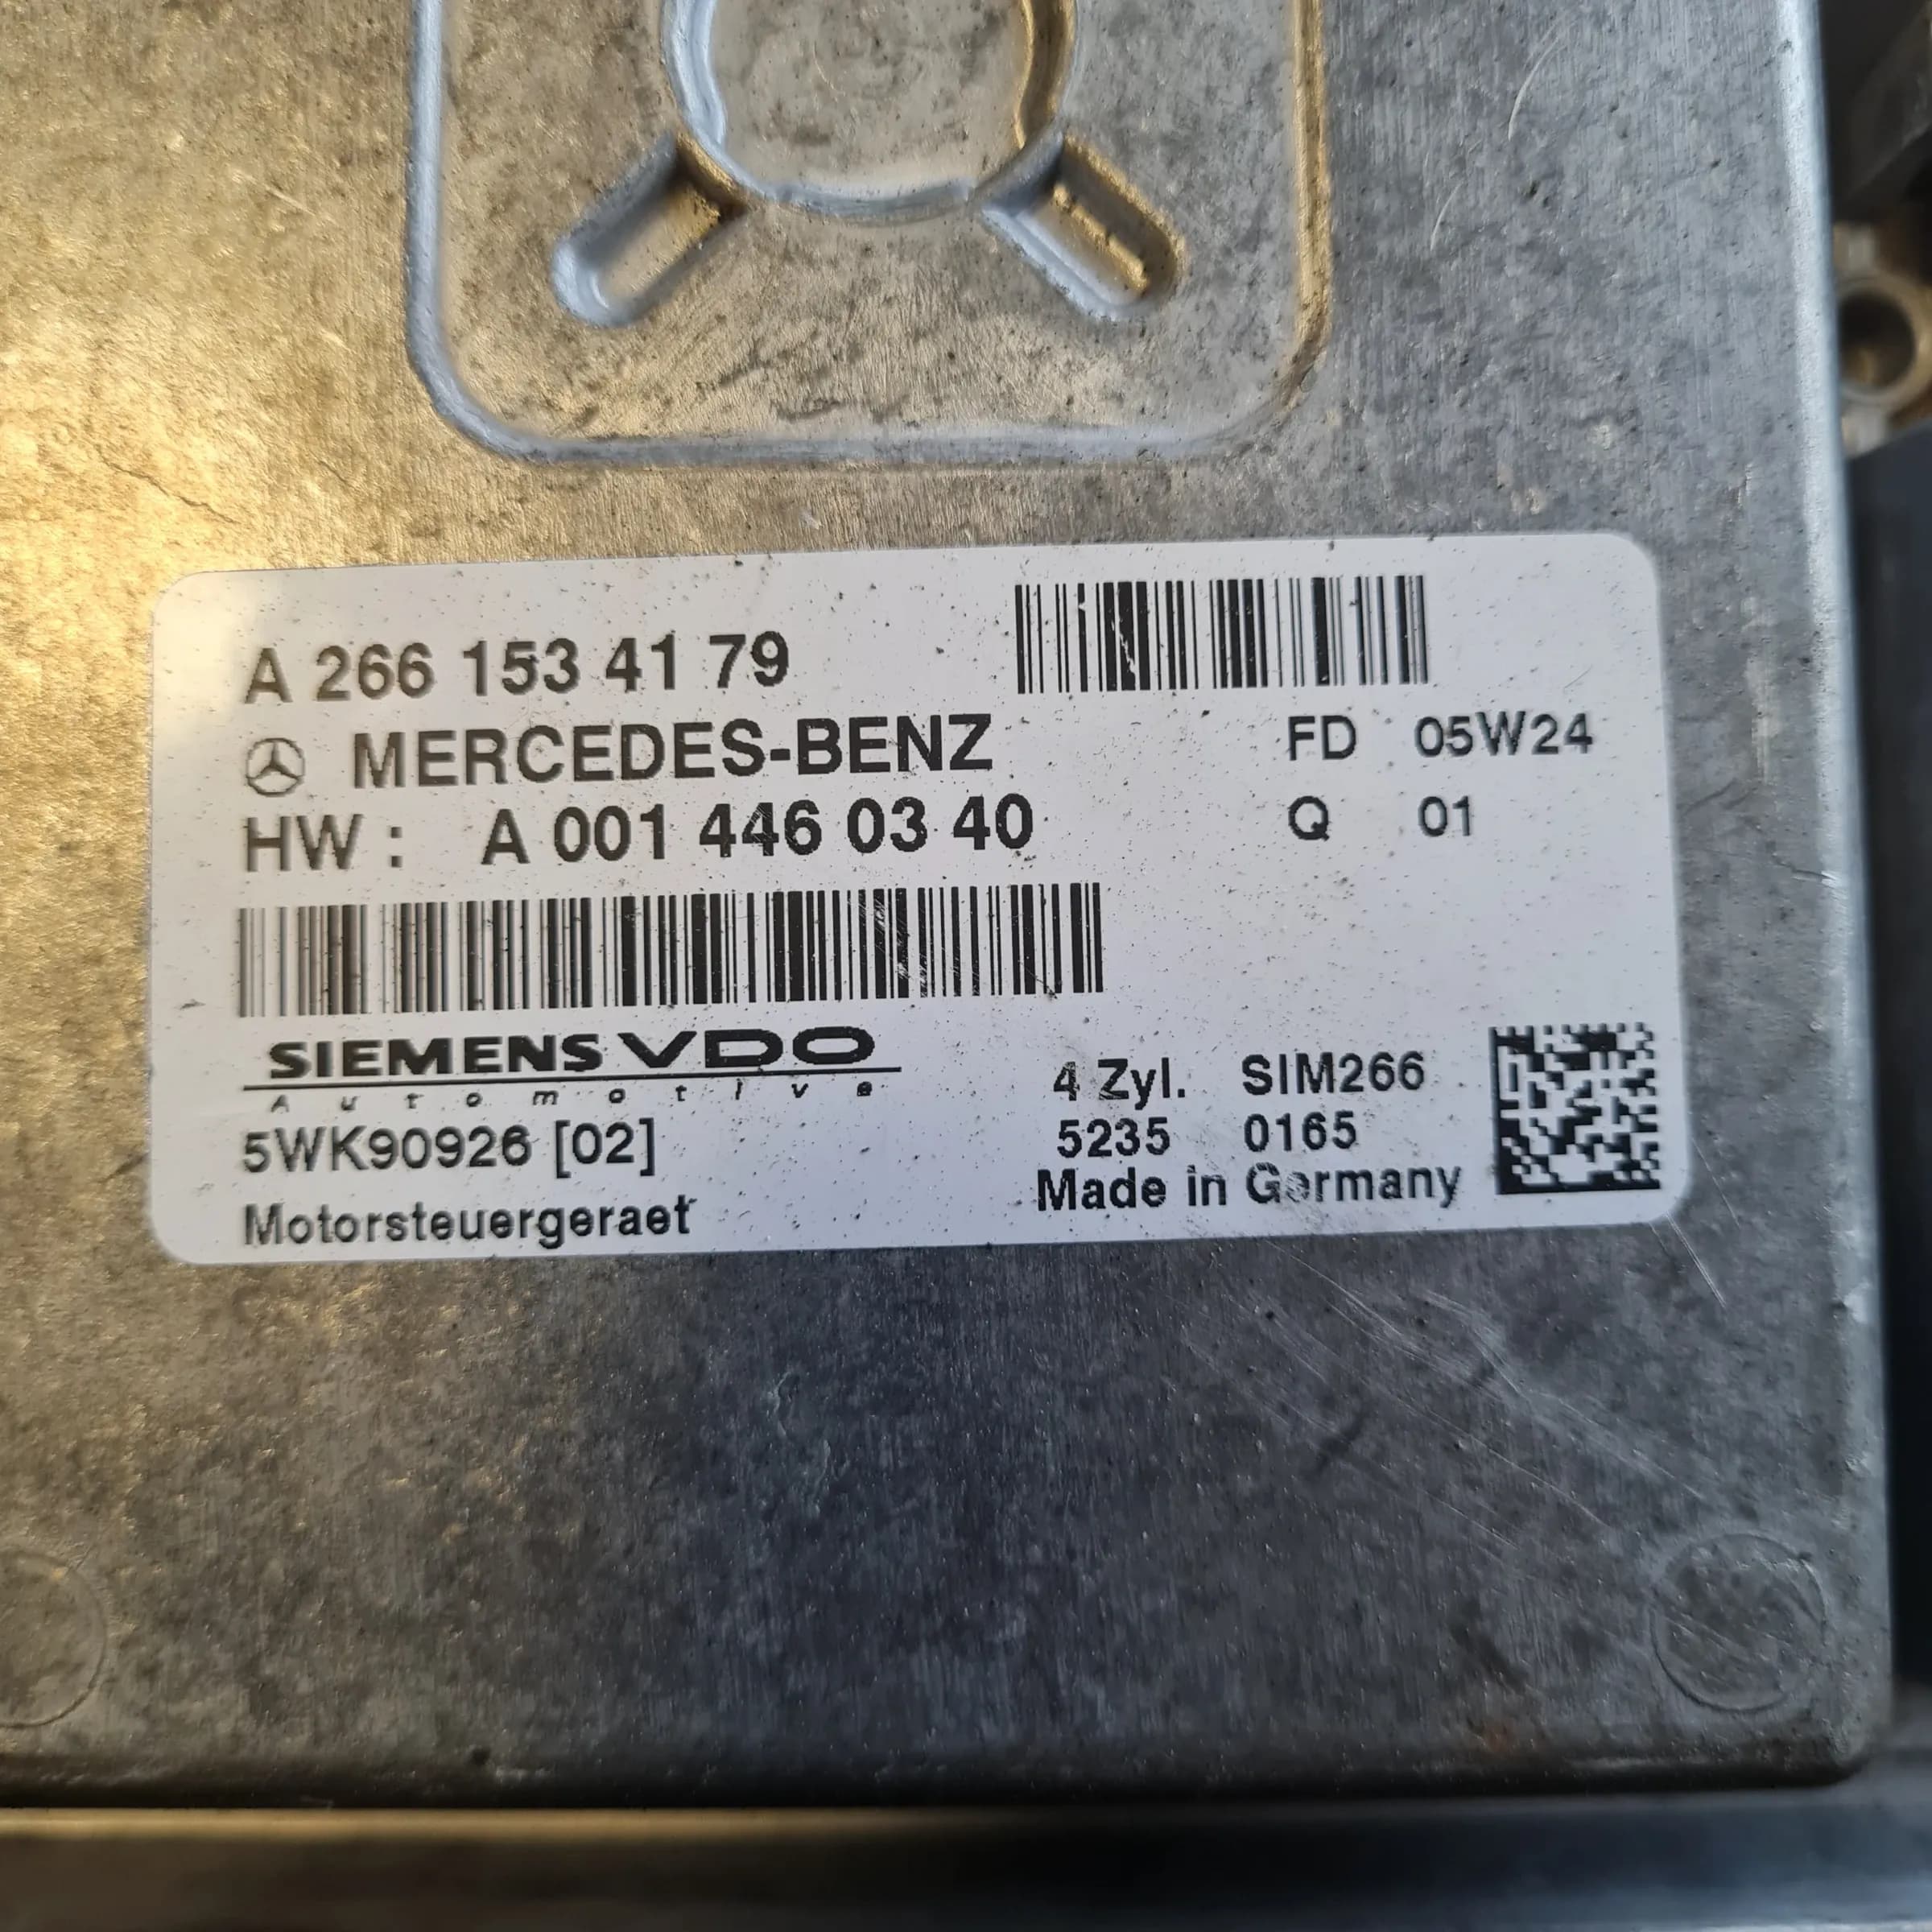 A 266 153 41 79
MERCEDES-BENZ
FD 05W24
HW : A 001 446 03 40
Q 01
SIEMENS VDO
Automotive
4 Zyl. SIM266
5WK90926 [02]
5235 0165
Made in Germany
Motorsteuergeraet